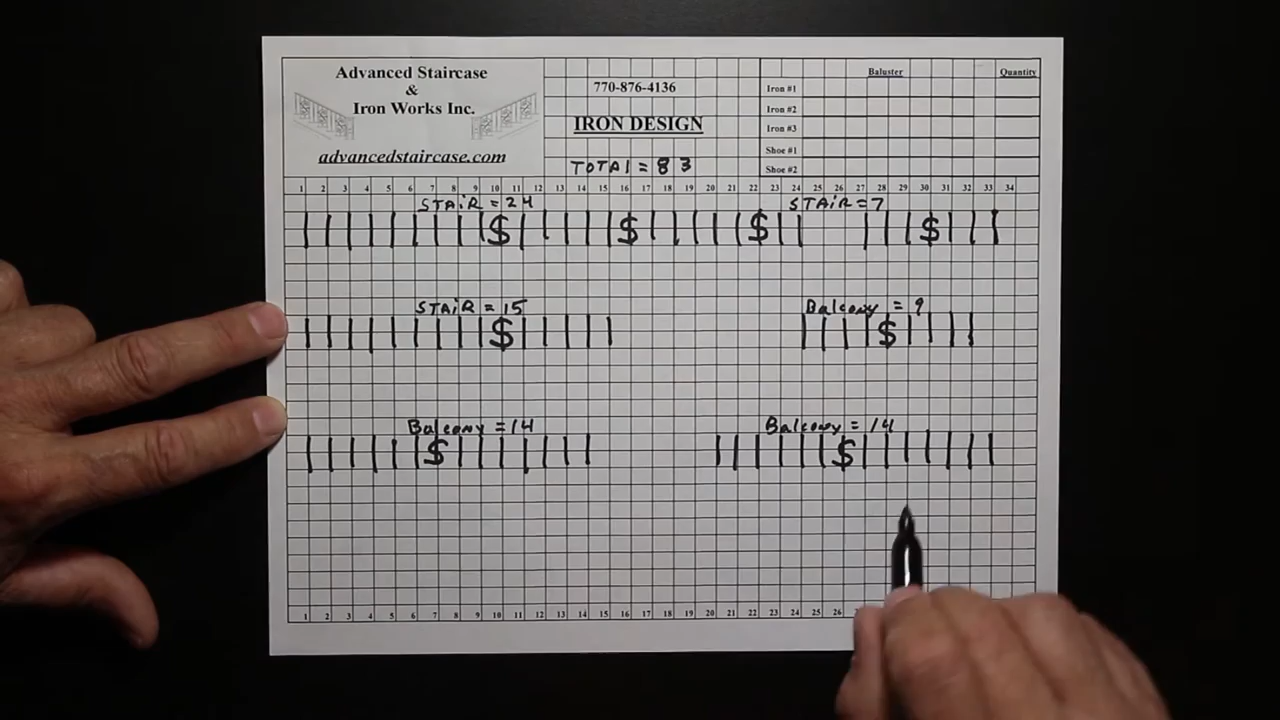 Advanced Staircase
&
Iron Works Inc.
advancedstaircase.com
770-876-4136
IRON DESIGN
TOTAl = 83
Baluster Quantity
Iron #1
Iron #2
Iron #3
Shoe #1
Shoe #2
1 2 3 4 5 6 7 8 9 10 11 12 13 14 15 16 17 18 19 20 21 22 23 24 25 26 27 28 29 30 31 32 33 34
STAiR = 24 STAiR = 7
$ $ $ $
STAiR = 15 Balcony = 9
$ $
Balcony = 14 Balcony = 14
$ $
1 2 3 4 5 6 7 8 9 10 11 12 13 14 15 16 17 18 19 20 21 22 23 24 25 26